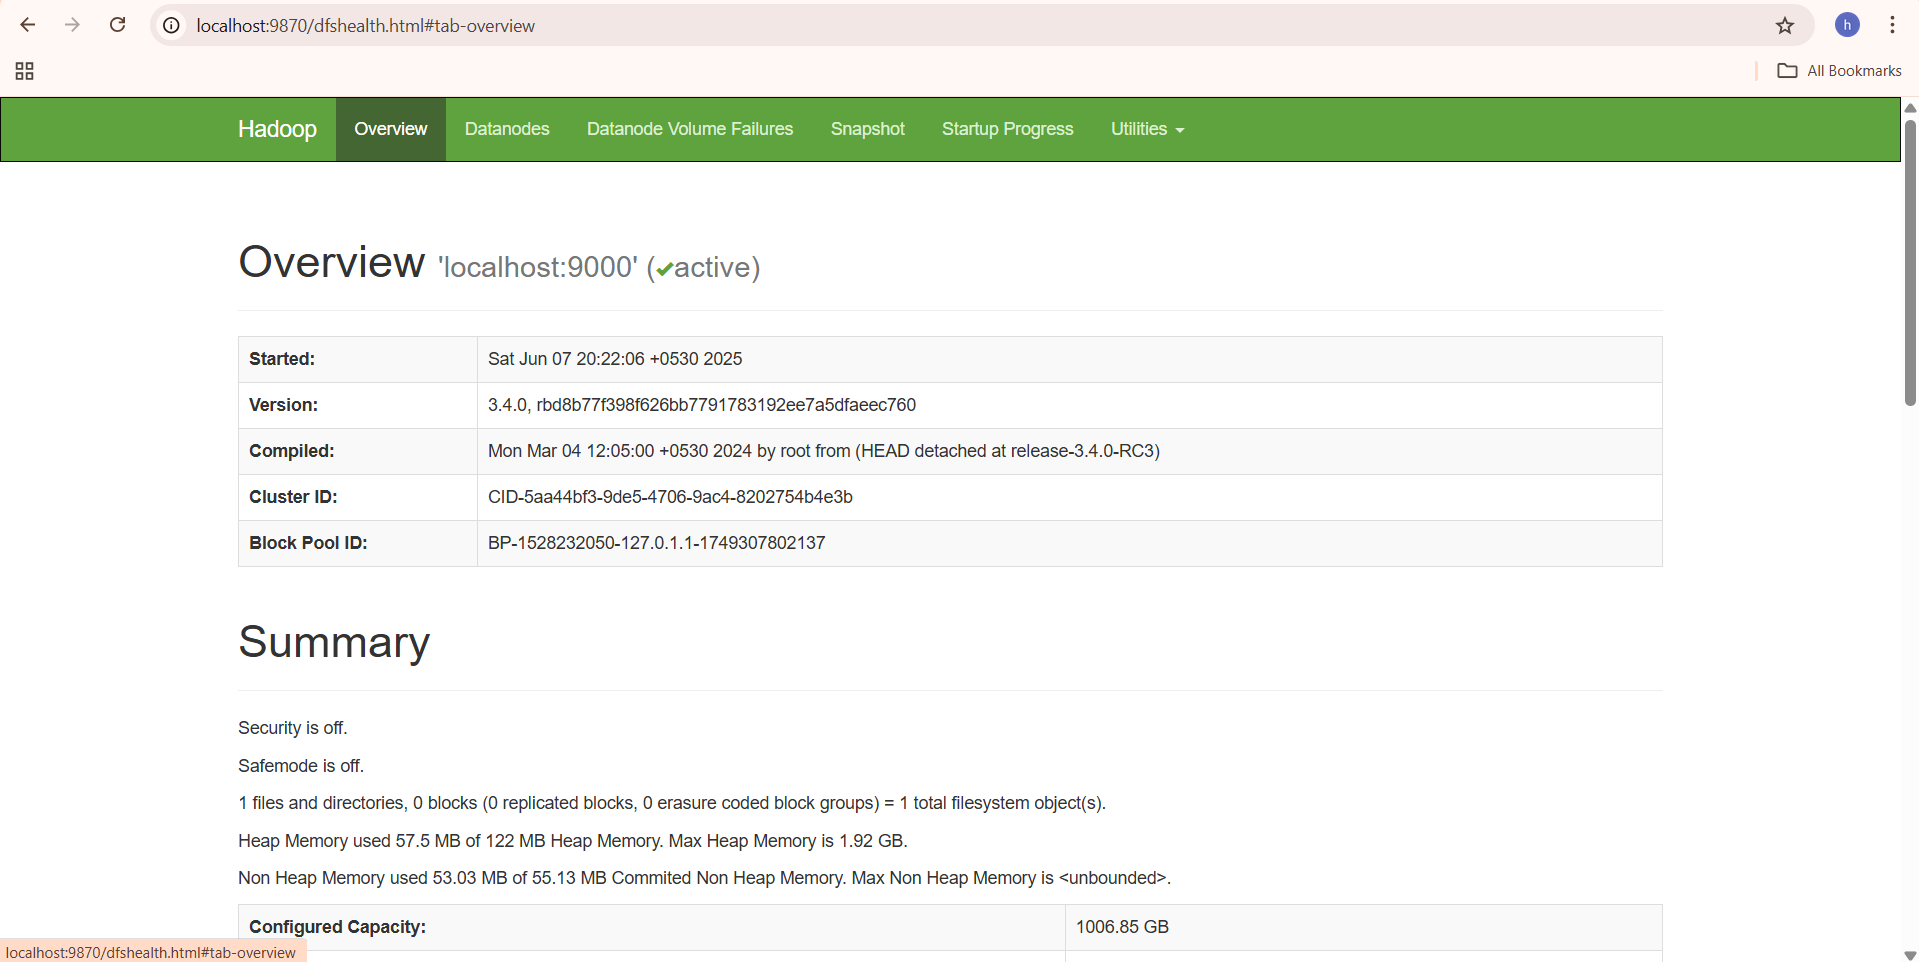 localhost:9870/dfshealth.html#tab-overview
h
All Bookmarks
Hadoop Overview Datanodes Datanode Volume Failures Snapshot Startup Progress Utilities
Overview 'localhost:9000' (✔active)
Started: Sat Jun 07 20:22:06 +0530 2025
Version: 3.4.0, rbd8b77f398f626bb7791783192ee7a5dfaeec760
Compiled: Mon Mar 04 12:05:00 +0530 2024 by root from (HEAD detached at release-3.4.0-RC3)
Cluster ID: CID-5aa44bf3-9de5-4706-9ac4-8202754b4e3b
Block Pool ID: BP-1528232050-127.0.1.1-1749307802137
Summary
Security is off.
Safemode is off.
1 files and directories, 0 blocks (0 replicated blocks, 0 erasure coded block groups) = 1 total filesystem object(s).
Heap Memory used 57.5 MB of 122 MB Heap Memory. Max Heap Memory is 1.92 GB.
Non Heap Memory used 53.03 MB of 55.13 MB Commited Non Heap Memory. Max Non Heap Memory is <unbounded>.
Configured Capacity: 1006.85 GB
localhost:9870/dfshealth.html#tab-overview